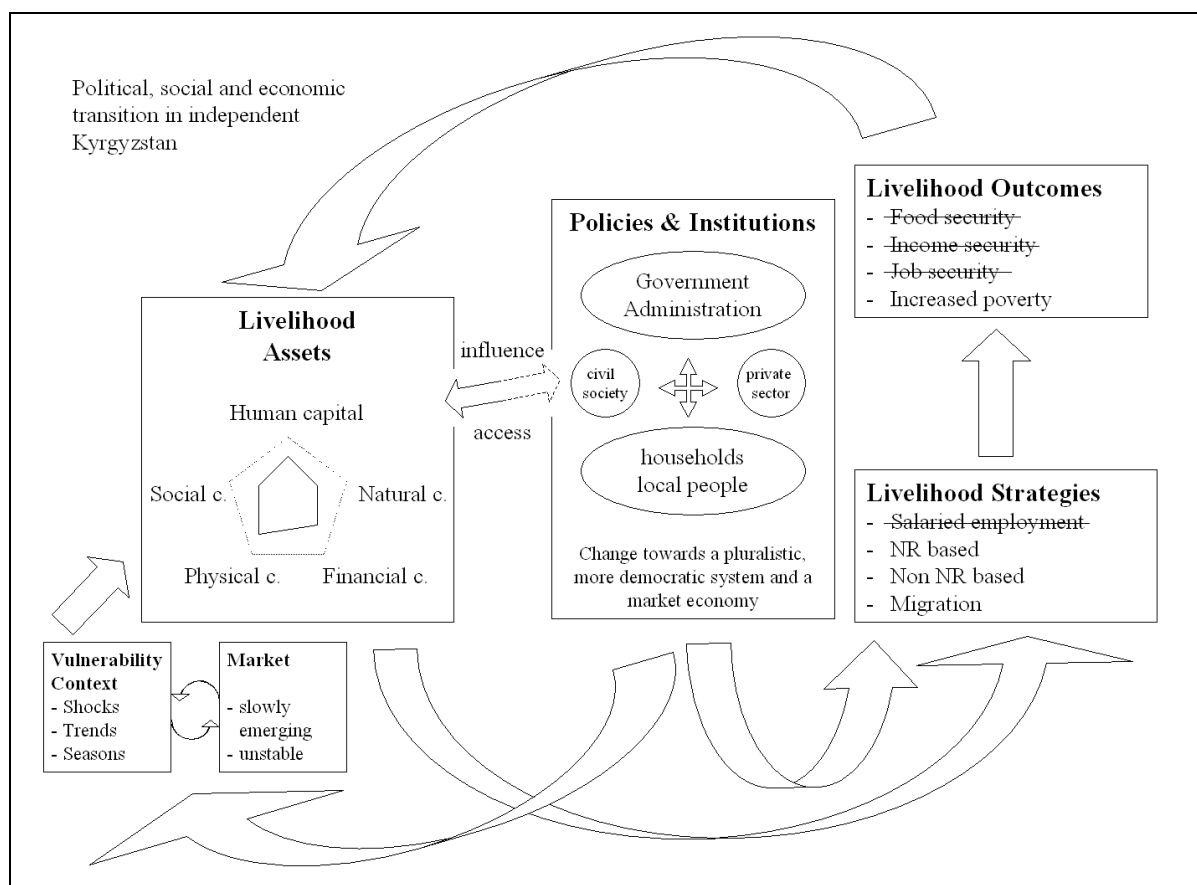 Political, social and economic
transition in independent
Kyrgyzstan
Livelihood
Assets
Human capital
Social c.
Natural c.
Physical c.
Financial c.
influence
access
Policies & Institutions
Government
Administration
civil
society
private
sector
households
local people
Change towards a pluralistic,
more democratic system and a
market economy
Livelihood Outcomes
- Food security
- Income security
- Job security
- Increased poverty
Livelihood Strategies
- Salaried employment
- NR based
- Non NR based
- Migration
Vulnerability
Context
- Shocks
- Trends
- Seasons
Market
- slowly
emerging
- unstable